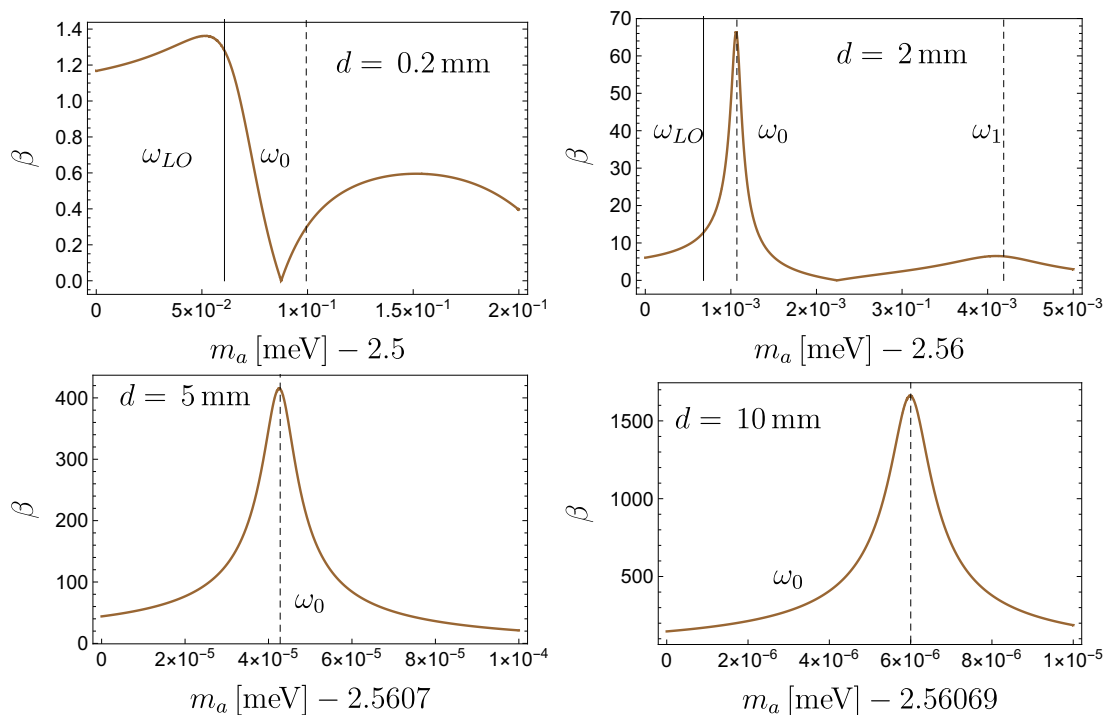 1.4
1.2
1.0
0.8
0.6
0.4
0.2
0.0
β
d = 0.2 mm
ω_LO
ω_0
0
5×10⁻²
1×10⁻¹
1.5×10⁻¹
2×10⁻¹
m_a [meV] − 2.5
70
60
50
40
30
20
10
0
β
d = 2 mm
ω_LO
ω_0
ω_1
0
1×10⁻³
2×10⁻³
3×10⁻¹
4×10⁻³
5×10⁻³
m_a [meV] − 2.56
400
300
200
100
0
β
d = 5 mm
ω_0
0
2×10⁻⁵
4×10⁻⁵
6×10⁻⁵
8×10⁻⁵
1×10⁻⁴
m_a [meV] − 2.5607
1500
1000
500
β
d = 10 mm
ω_0
0
2×10⁻⁶
4×10⁻⁶
6×10⁻⁶
8×10⁻⁶
1×10⁻⁵
m_a [meV] − 2.56069